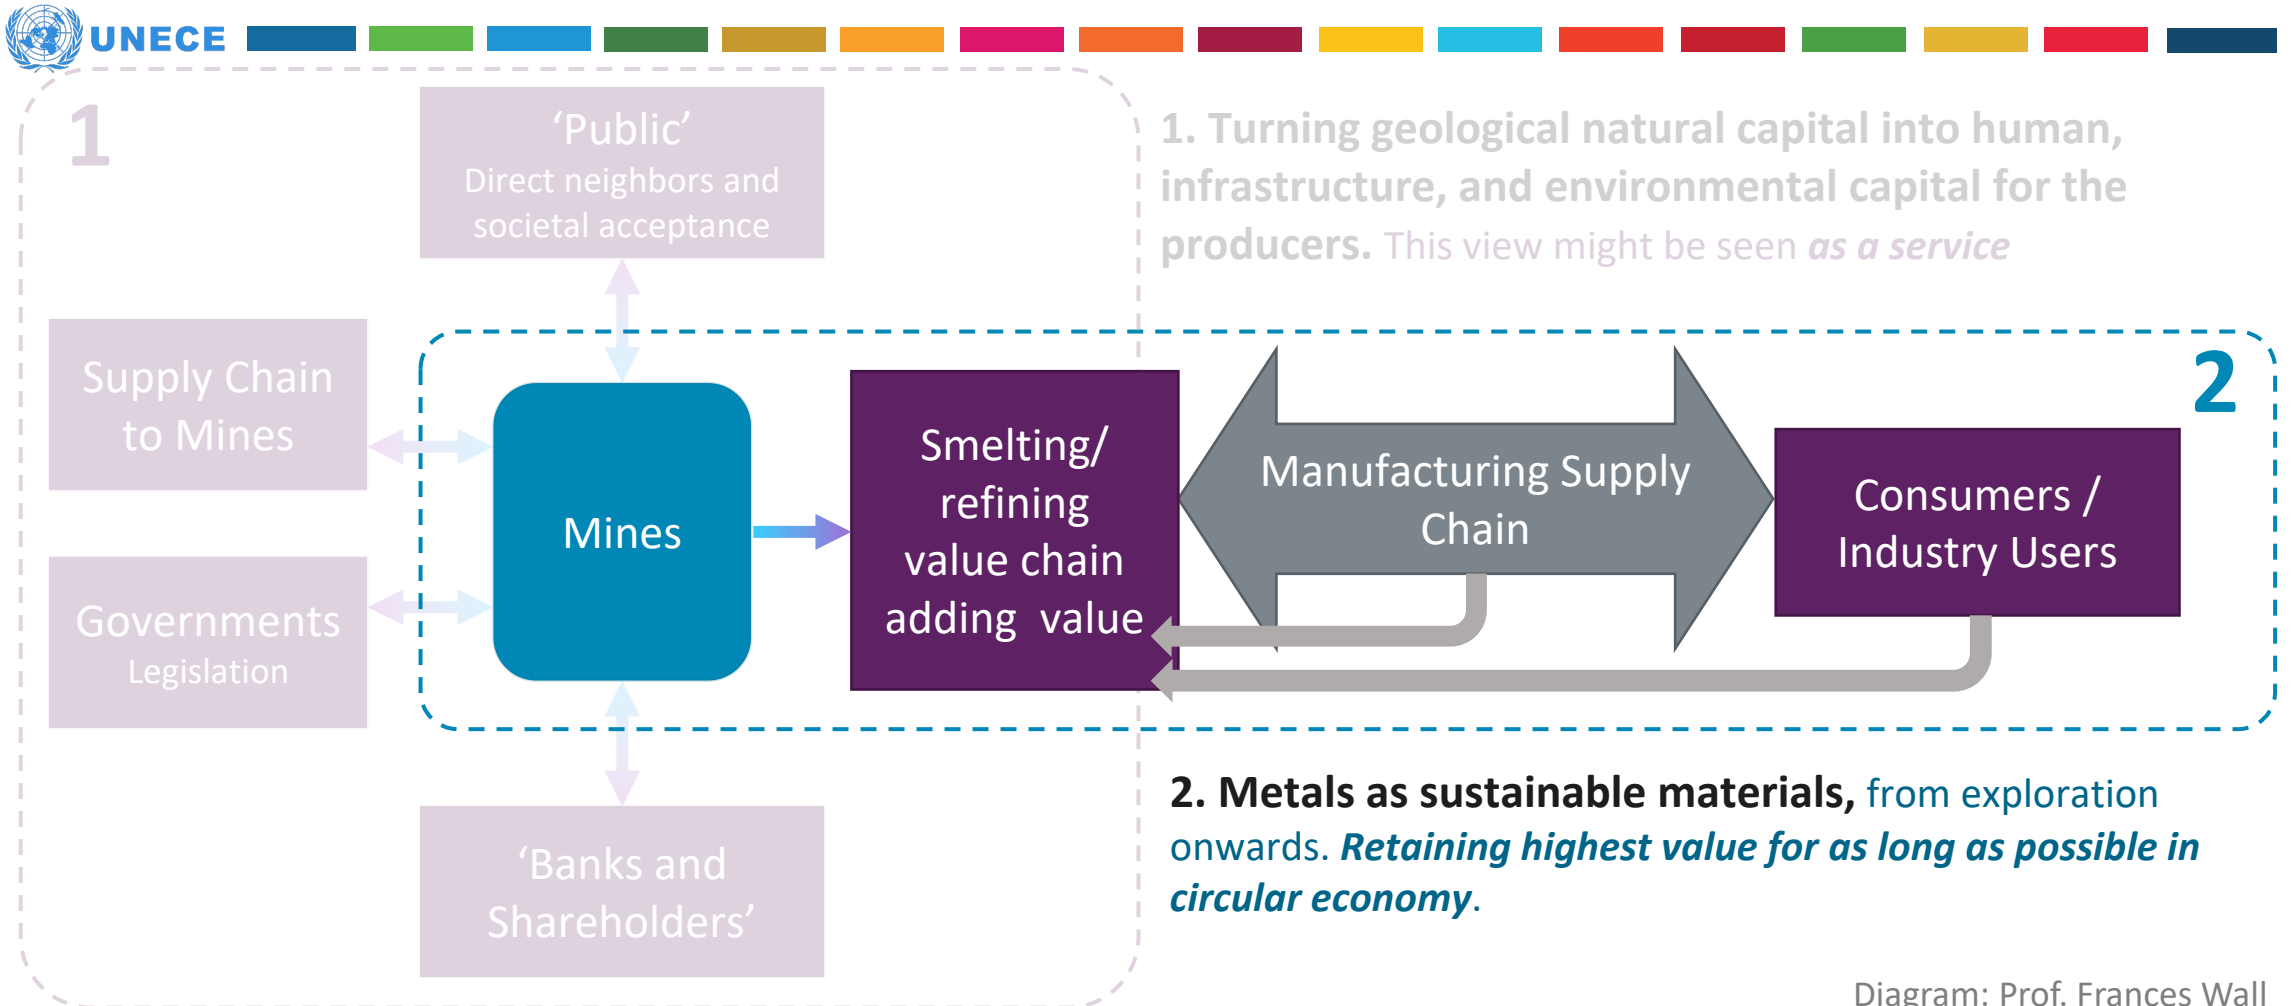 UNECE
1
‘Public’
Direct neighbors and
societal acceptance
1. Turning geological natural capital into human,
infrastructure, and environmental capital for the
producers. This view might be seen as a service
Supply Chain
to Mines
Governments
Legislation
Mines
Smelting/
refining
value chain
adding value
Manufacturing Supply
Chain
Consumers /
Industry Users
2
‘Banks and
Shareholders’
2. Metals as sustainable materials, from exploration
onwards. Retaining highest value for as long as possible in
circular economy.
Diagram: Prof. Frances Wall